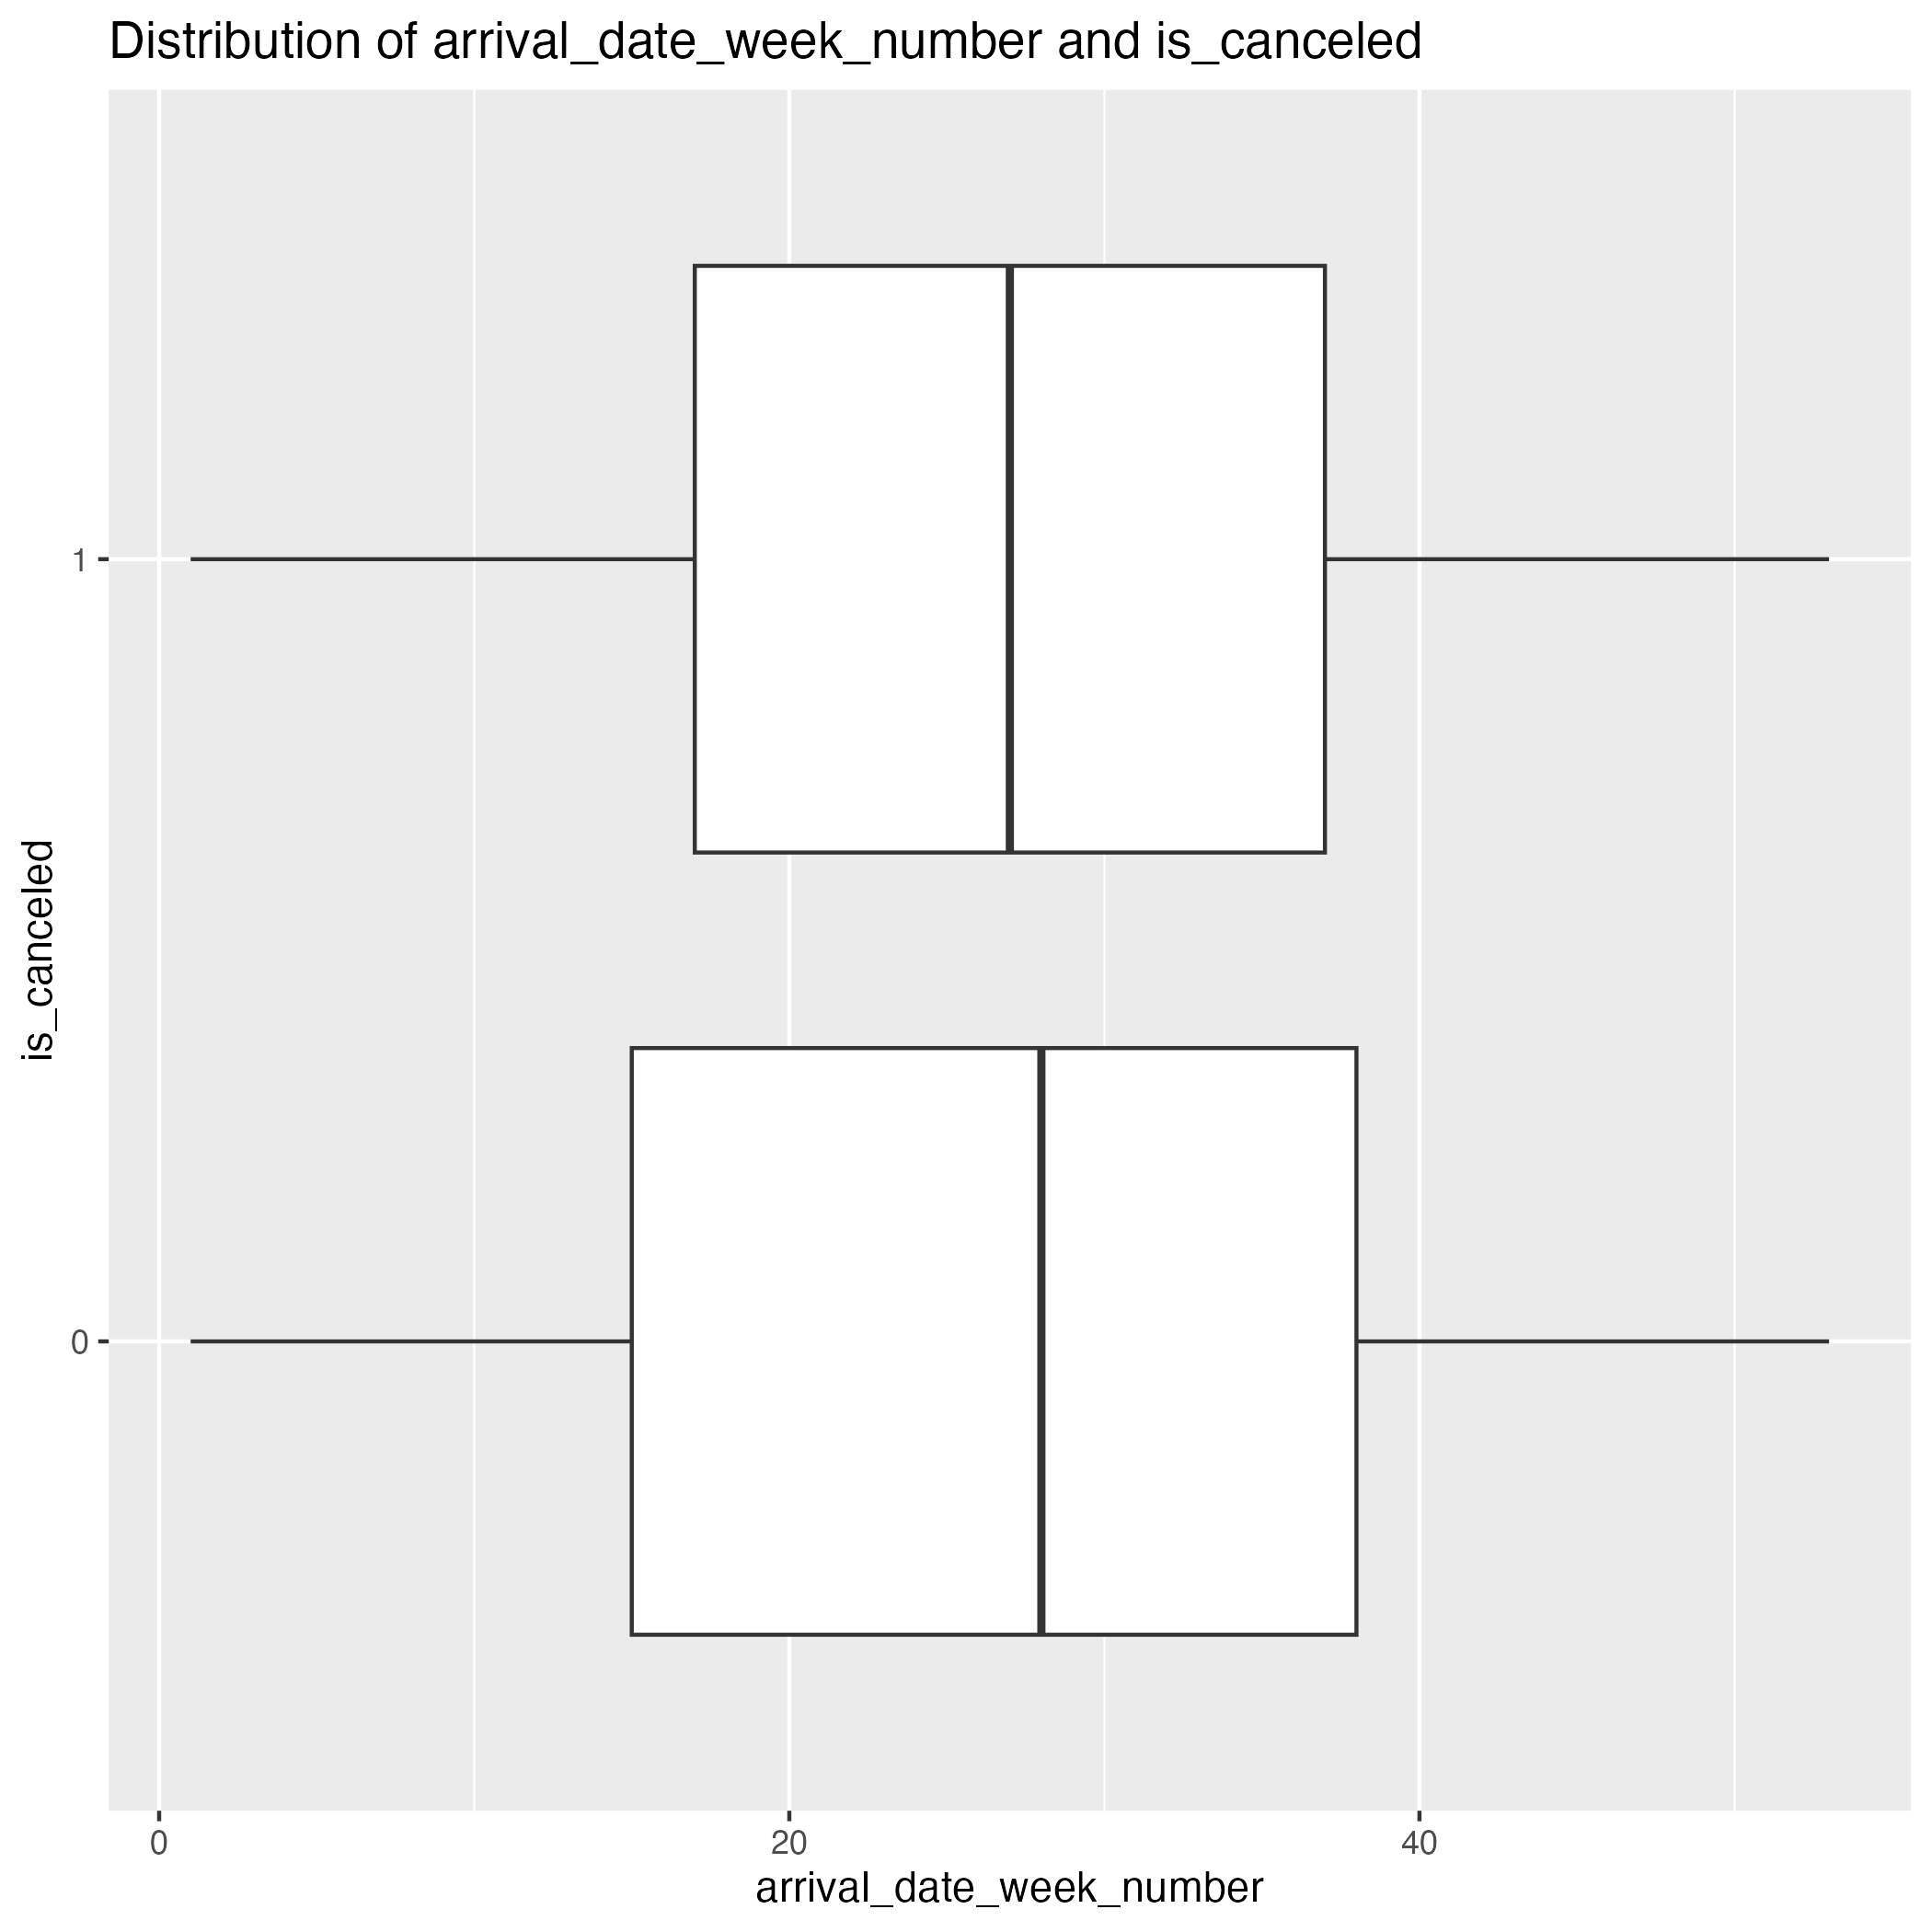 Distribution of arrival_date_week_number and is_canceled
is_canceled
1
0
0
20
40
arrival_date_week_number